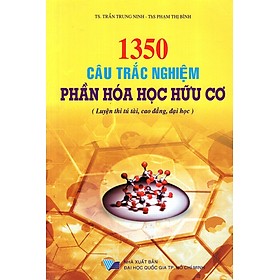 TS. TRẦN TRUNG NINH - ThS PHẠM THỊ BÌNH
1350
CÂU TRẮC NGHIỆM
PHẦN HÓA HỌC HỮU CƠ
( Luyện thi tú tài, cao đẳng, đại học )
NHÀ XUẤT BẢN
ĐẠI HỌC QUỐC GIA TP. HỒ CHÍ MINH